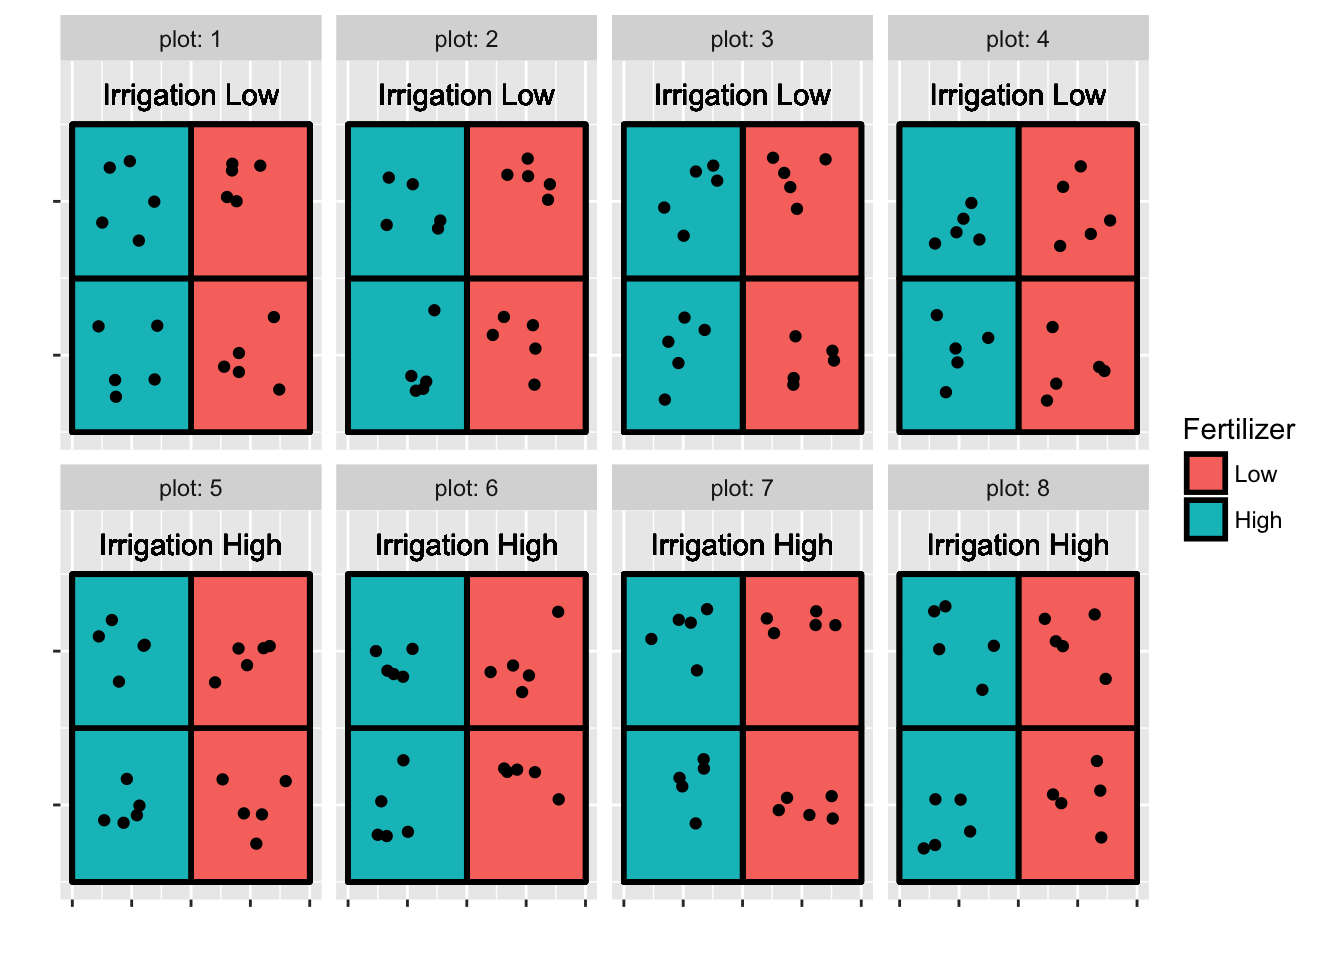 plot: 1
plot: 2
plot: 3
plot: 4
Irrigation Low
Irrigation Low
Irrigation Low
Irrigation Low
Fertilizer
Low
High
plot: 5
plot: 6
plot: 7
plot: 8
Irrigation High
Irrigation High
Irrigation High
Irrigation High